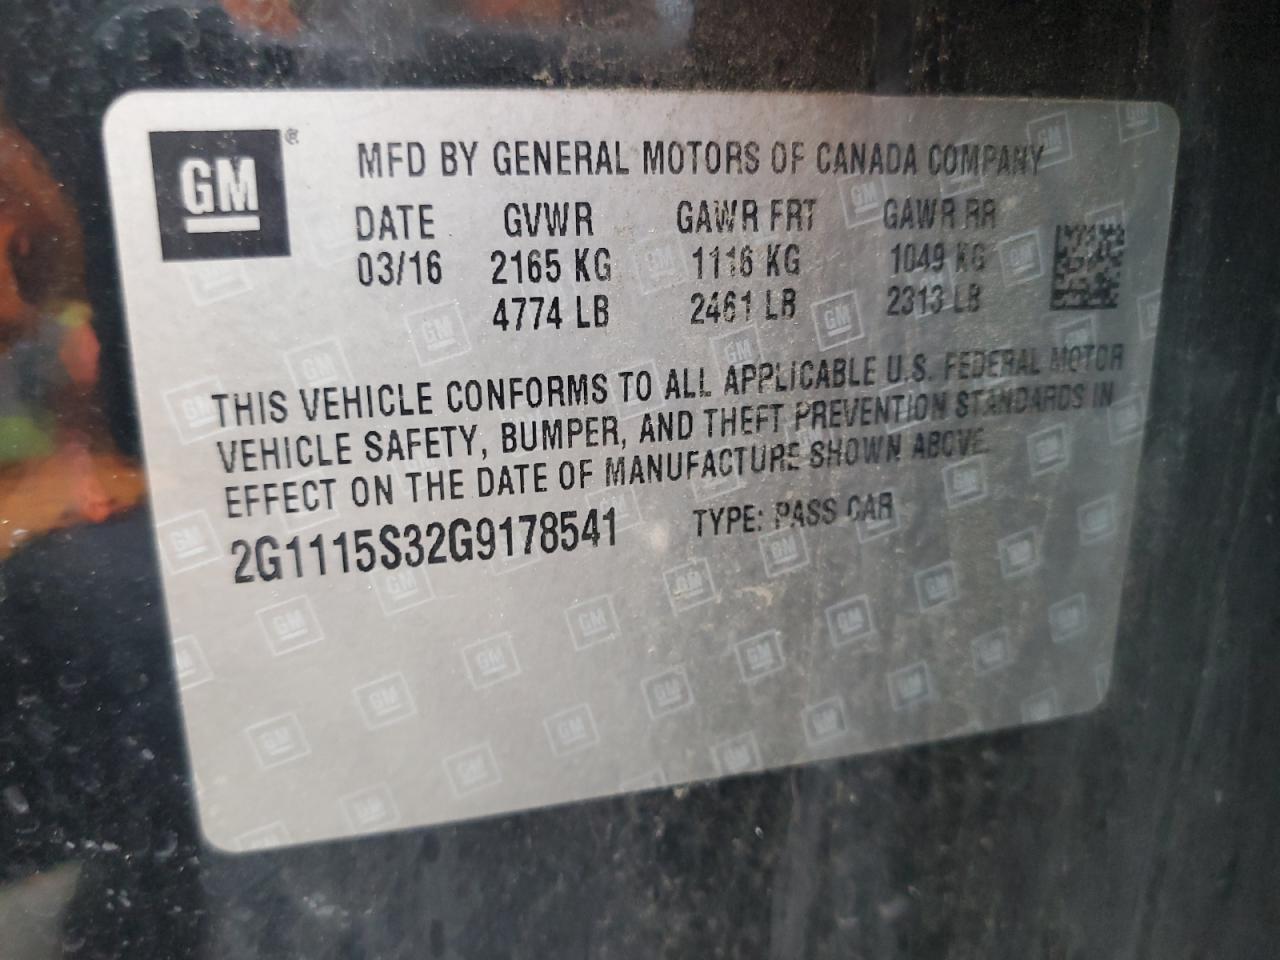 GM®
MFD BY GENERAL MOTORS OF CANADA COMPANY
DATE GVWR GAWR FRT GAWR RR
03/16 2165 KG 1116 KG 1049 KG
4774 LB 2461 LB 2313 LB
THIS VEHICLE CONFORMS TO ALL APPLICABLE U.S. FEDERAL MOTOR
VEHICLE SAFETY, BUMPER, AND THEFT PREVENTION STANDARDS IN
EFFECT ON THE DATE OF MANUFACTURE SHOWN ABOVE.
2G1115S32G9178541 TYPE: PASS CAR